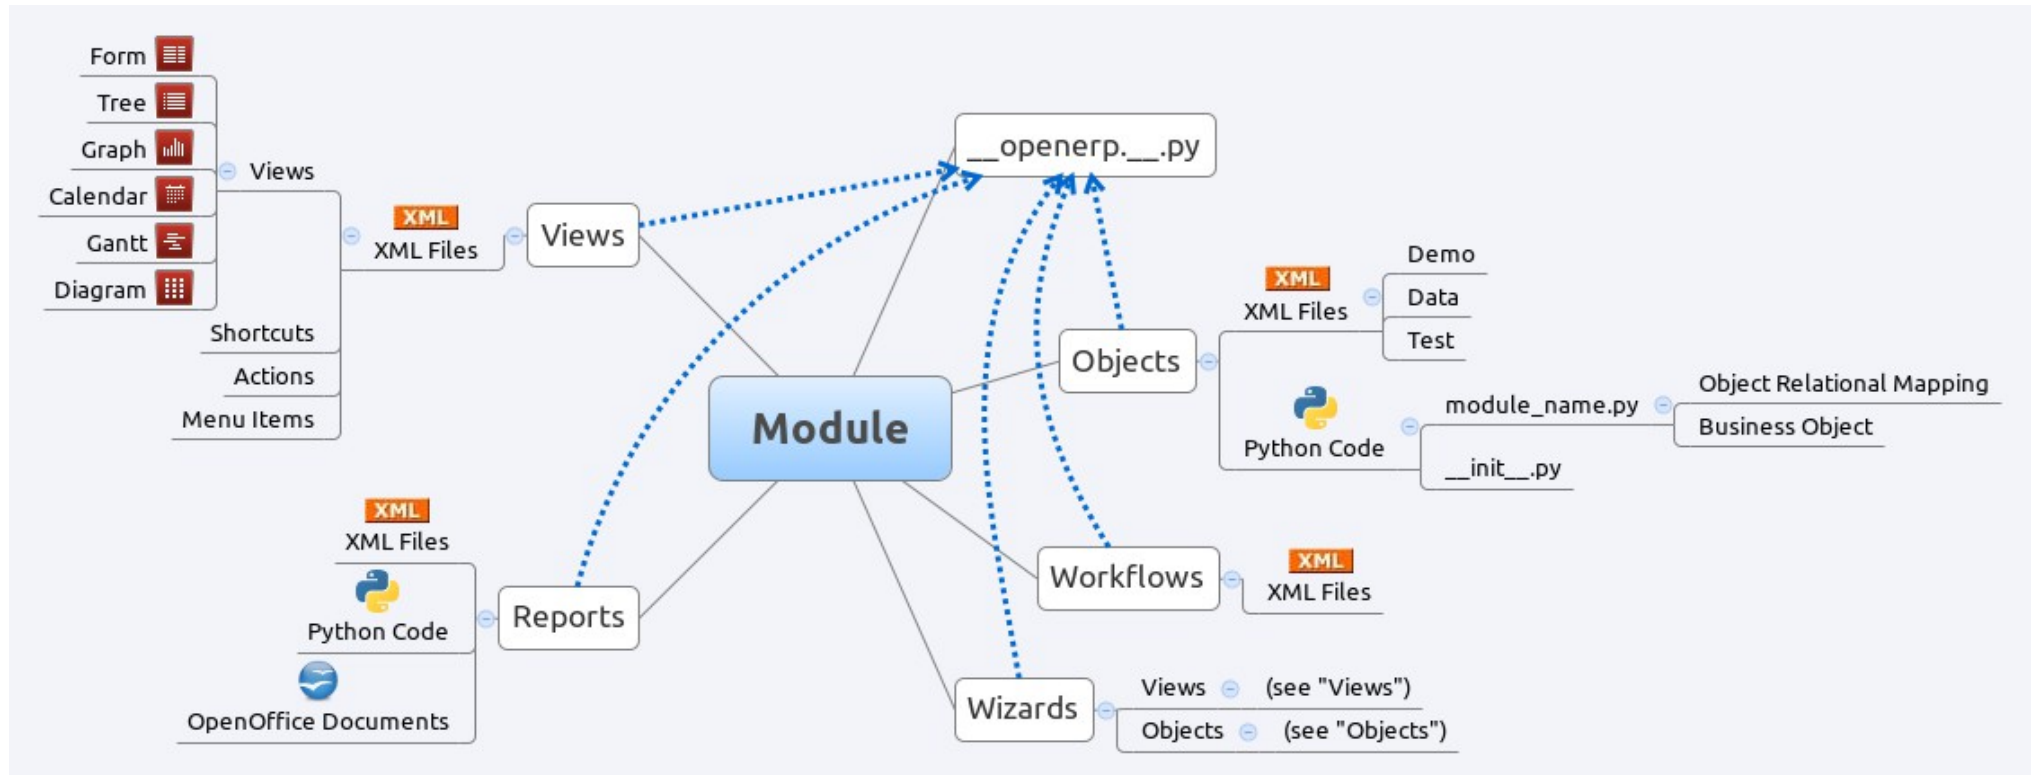 Form
Tree
Graph
Calendar
Gantt
Diagram
Views
Shortcuts
Actions
Menu Items
XML
XML Files
Views
__openerp.__.py
Module
Objects
XML
XML Files
Demo
Data
Test
Python Code
module_name.py
Object Relational Mapping
Business Object
__init__.py
Workflows
XML
XML Files
Wizards
Views
(see "Views")
Objects
(see "Objects")
Reports
XML
XML Files
Python Code
OpenOffice Documents